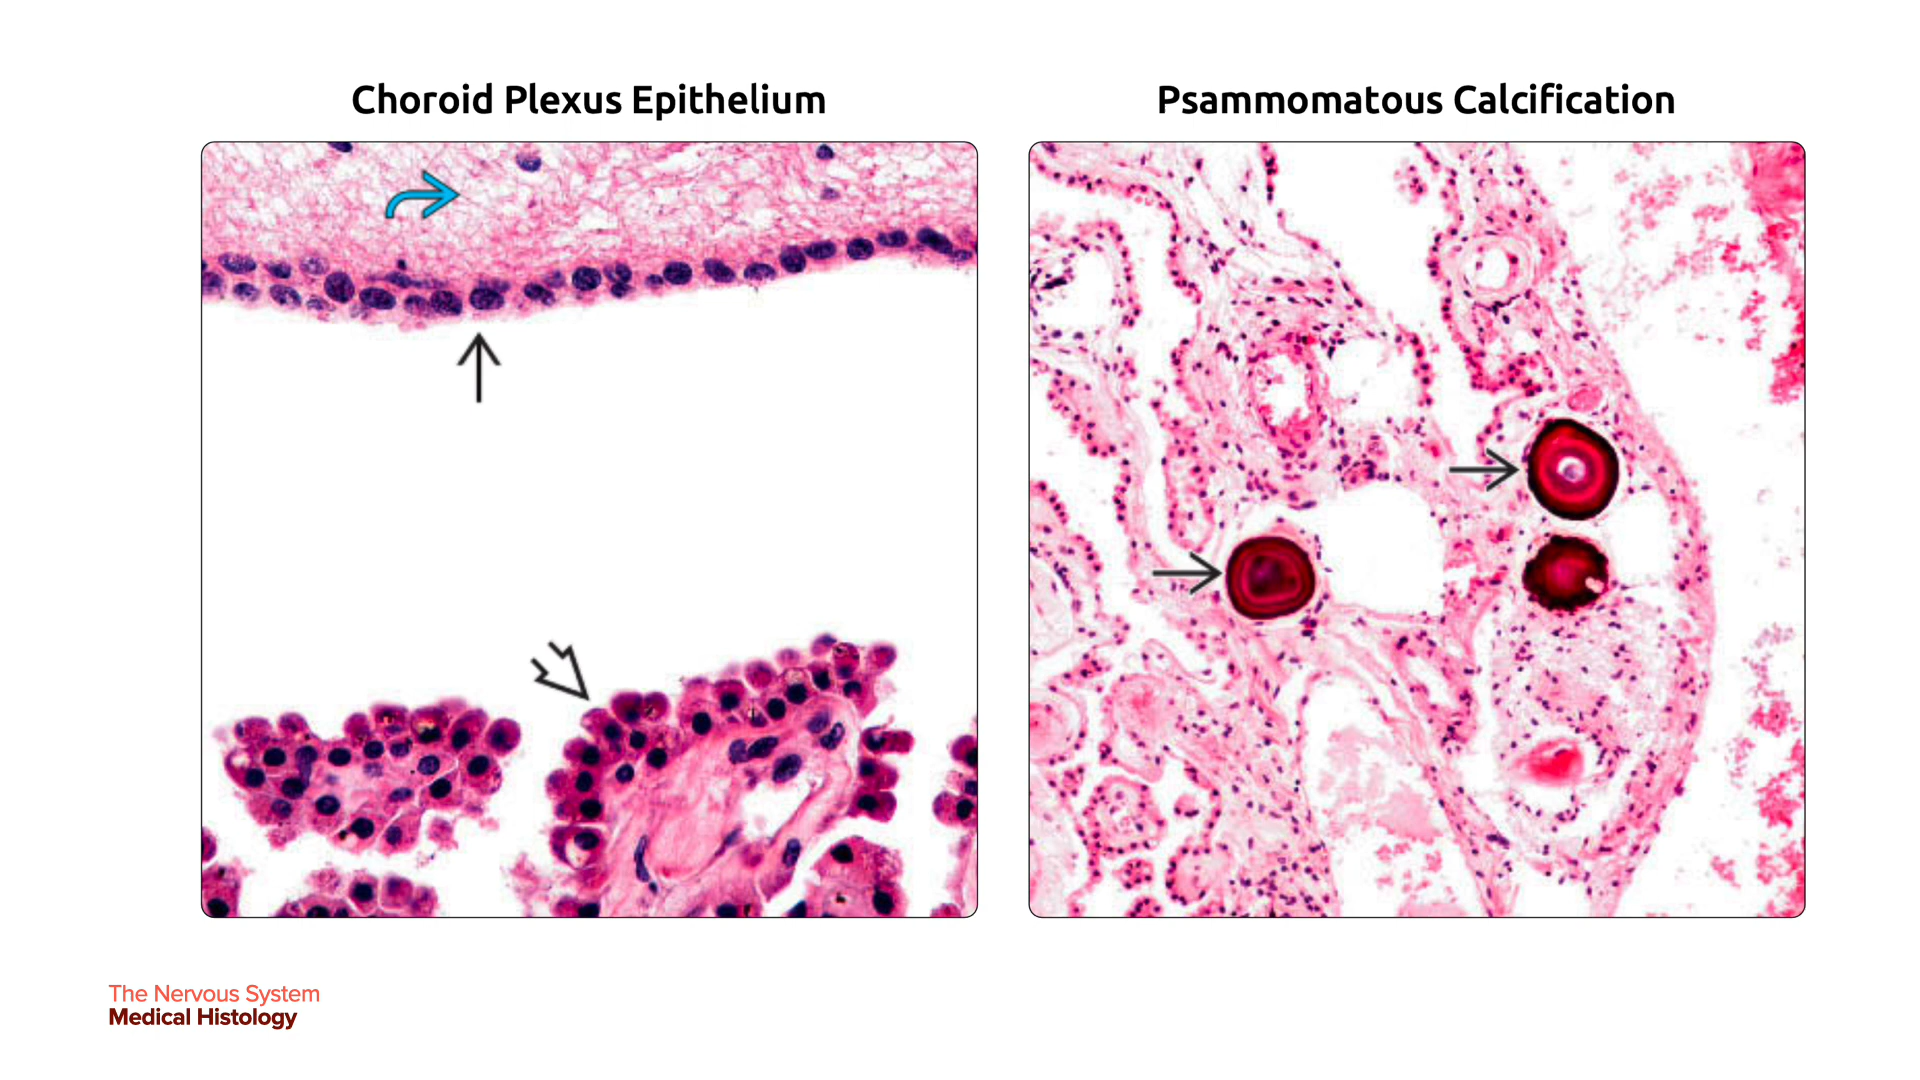 Choroid Plexus Epithelium
Psammomatous Calcification
The Nervous System
Medical Histology